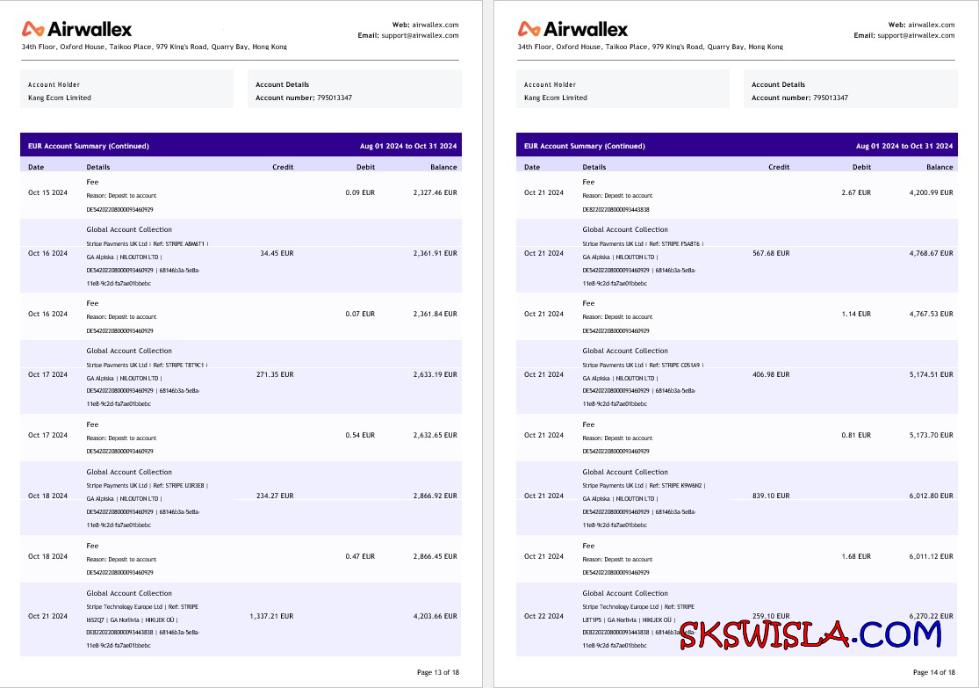 Airwallex
Web: airwallex.com
Email: support@airwallex.com
34th Floor, Oxford House, Taikoo Place, 979 King's Road, Quarry Bay, Hong Kong
Account Holder
Kang Ecom Limited
Account Details
Account number: 795013347
EUR Account Summary (Continued) Aug 01 2024 to Oct 31 2024
Date Details Credit Debit Balance
Fee
Oct 15 2024 Reason: Deposit to account 0.09 EUR 2,327.46 EUR
DE54202208000093460929
Global Account Collection
Stripe Payments UK Ltd | Ref: STRIPE A8M6T1 |
Oct 16 2024 GA Alpiska | NILOUTON LTD | 34.45 EUR 2,361.91 EUR
DE54202208000093460929 | 68146b3a-5e8a-
11e8-9c2d-fa7ae01bbebc
Fee
Oct 16 2024 Reason: Deposit to account 0.07 EUR 2,361.84 EUR
DE54202208000093460929
Global Account Collection
Stripe Payments UK Ltd | Ref: STRIPE T8T9C1 |
Oct 17 2024 GA Alpiska | NILOUTON LTD | 271.35 EUR 2,633.19 EUR
DE54202208000093460929 | 68146b3a-5e8a-
11e8-9c2d-fa7ae01bbebc
Fee
Oct 17 2024 Reason: Deposit to account 0.54 EUR 2,632.65 EUR
DE54202208000093460929
Global Account Collection
Stripe Payments UK Ltd | Ref: STRIPE U3R3E8 |
Oct 18 2024 GA Alpiska | NILOUTON LTD | 234.27 EUR 2,866.92 EUR
DE54202208000093460929 | 68146b3a-5e8a-
11e8-9c2d-fa7ae01bbebc
Fee
Oct 18 2024 Reason: Deposit to account 0.47 EUR 2,866.45 EUR
DE54202208000093460929
Global Account Collection
Stripe Technology Europe Ltd | Ref: STRIPE
Oct 21 2024 I6S2Q7 | GA Norllvia | HIKIJEK OÜ | 1,337.21 EUR 4,203.66 EUR
DE82202208000093443838 | 68146b3a-5e8a-
11e8-9c2d-fa7ae01bbebc
Page 13 of 18
Airwallex
Web: airwallex.com
Email: support@airwallex.com
34th Floor, Oxford House, Taikoo Place, 979 King's Road, Quarry Bay, Hong Kong
Account Holder
Kang Ecom Limited
Account Details
Account number: 795013347
EUR Account Summary (Continued) Aug 01 2024 to Oct 31 2024
Date Details Credit Debit Balance
Fee
Oct 21 2024 Reason: Deposit to account 2.67 EUR 4,200.99 EUR
DE82202208000093443838
Global Account Collection
Stripe Payments UK Ltd | Ref: STRIPE F5A8T6 |
Oct 21 2024 GA Alpiska | NILOUTON LTD | 567.68 EUR 4,768.67 EUR
DE54202208000093460929 | 68146b3a-5e8a-
11e8-9c2d-fa7ae01bbebc
Fee
Oct 21 2024 Reason: Deposit to account 1.14 EUR 4,767.53 EUR
DE54202208000093460929
Global Account Collection
Stripe Payments UK Ltd | Ref: STRIPE C0S1A9 |
Oct 21 2024 GA Alpiska | NILOUTON LTD | 406.98 EUR 5,174.51 EUR
DE54202208000093460929 | 68146b3a-5e8a-
11e8-9c2d-fa7ae01bbebc
Fee
Oct 21 2024 Reason: Deposit to account 0.81 EUR 5,173.70 EUR
DE54202208000093460929
Global Account Collection
Stripe Payments UK Ltd | Ref: STRIPE K9W6N2 |
Oct 21 2024 GA Alpiska | NILOUTON LTD | 839.10 EUR 6,012.80 EUR
DE54202208000093460929 | 68146b3a-5e8a-
11e8-9c2d-fa7ae01bbebc
Fee
Oct 21 2024 Reason: Deposit to account 1.68 EUR 6,011.12 EUR
DE54202208000093460929
Global Account Collection
Stripe Technology Europe Ltd | Ref: STRIPE
Oct 22 2024 L8T1P5 | GA Norllvia | HIKIJEK OÜ | 259.10 EUR 6,270.22 EUR
DE82202208000093443838 | 68146b3a-5e8a-
11e8-9c2d-fa7ae01bbebc
SKSWISLA.COM
Page 14 of 18